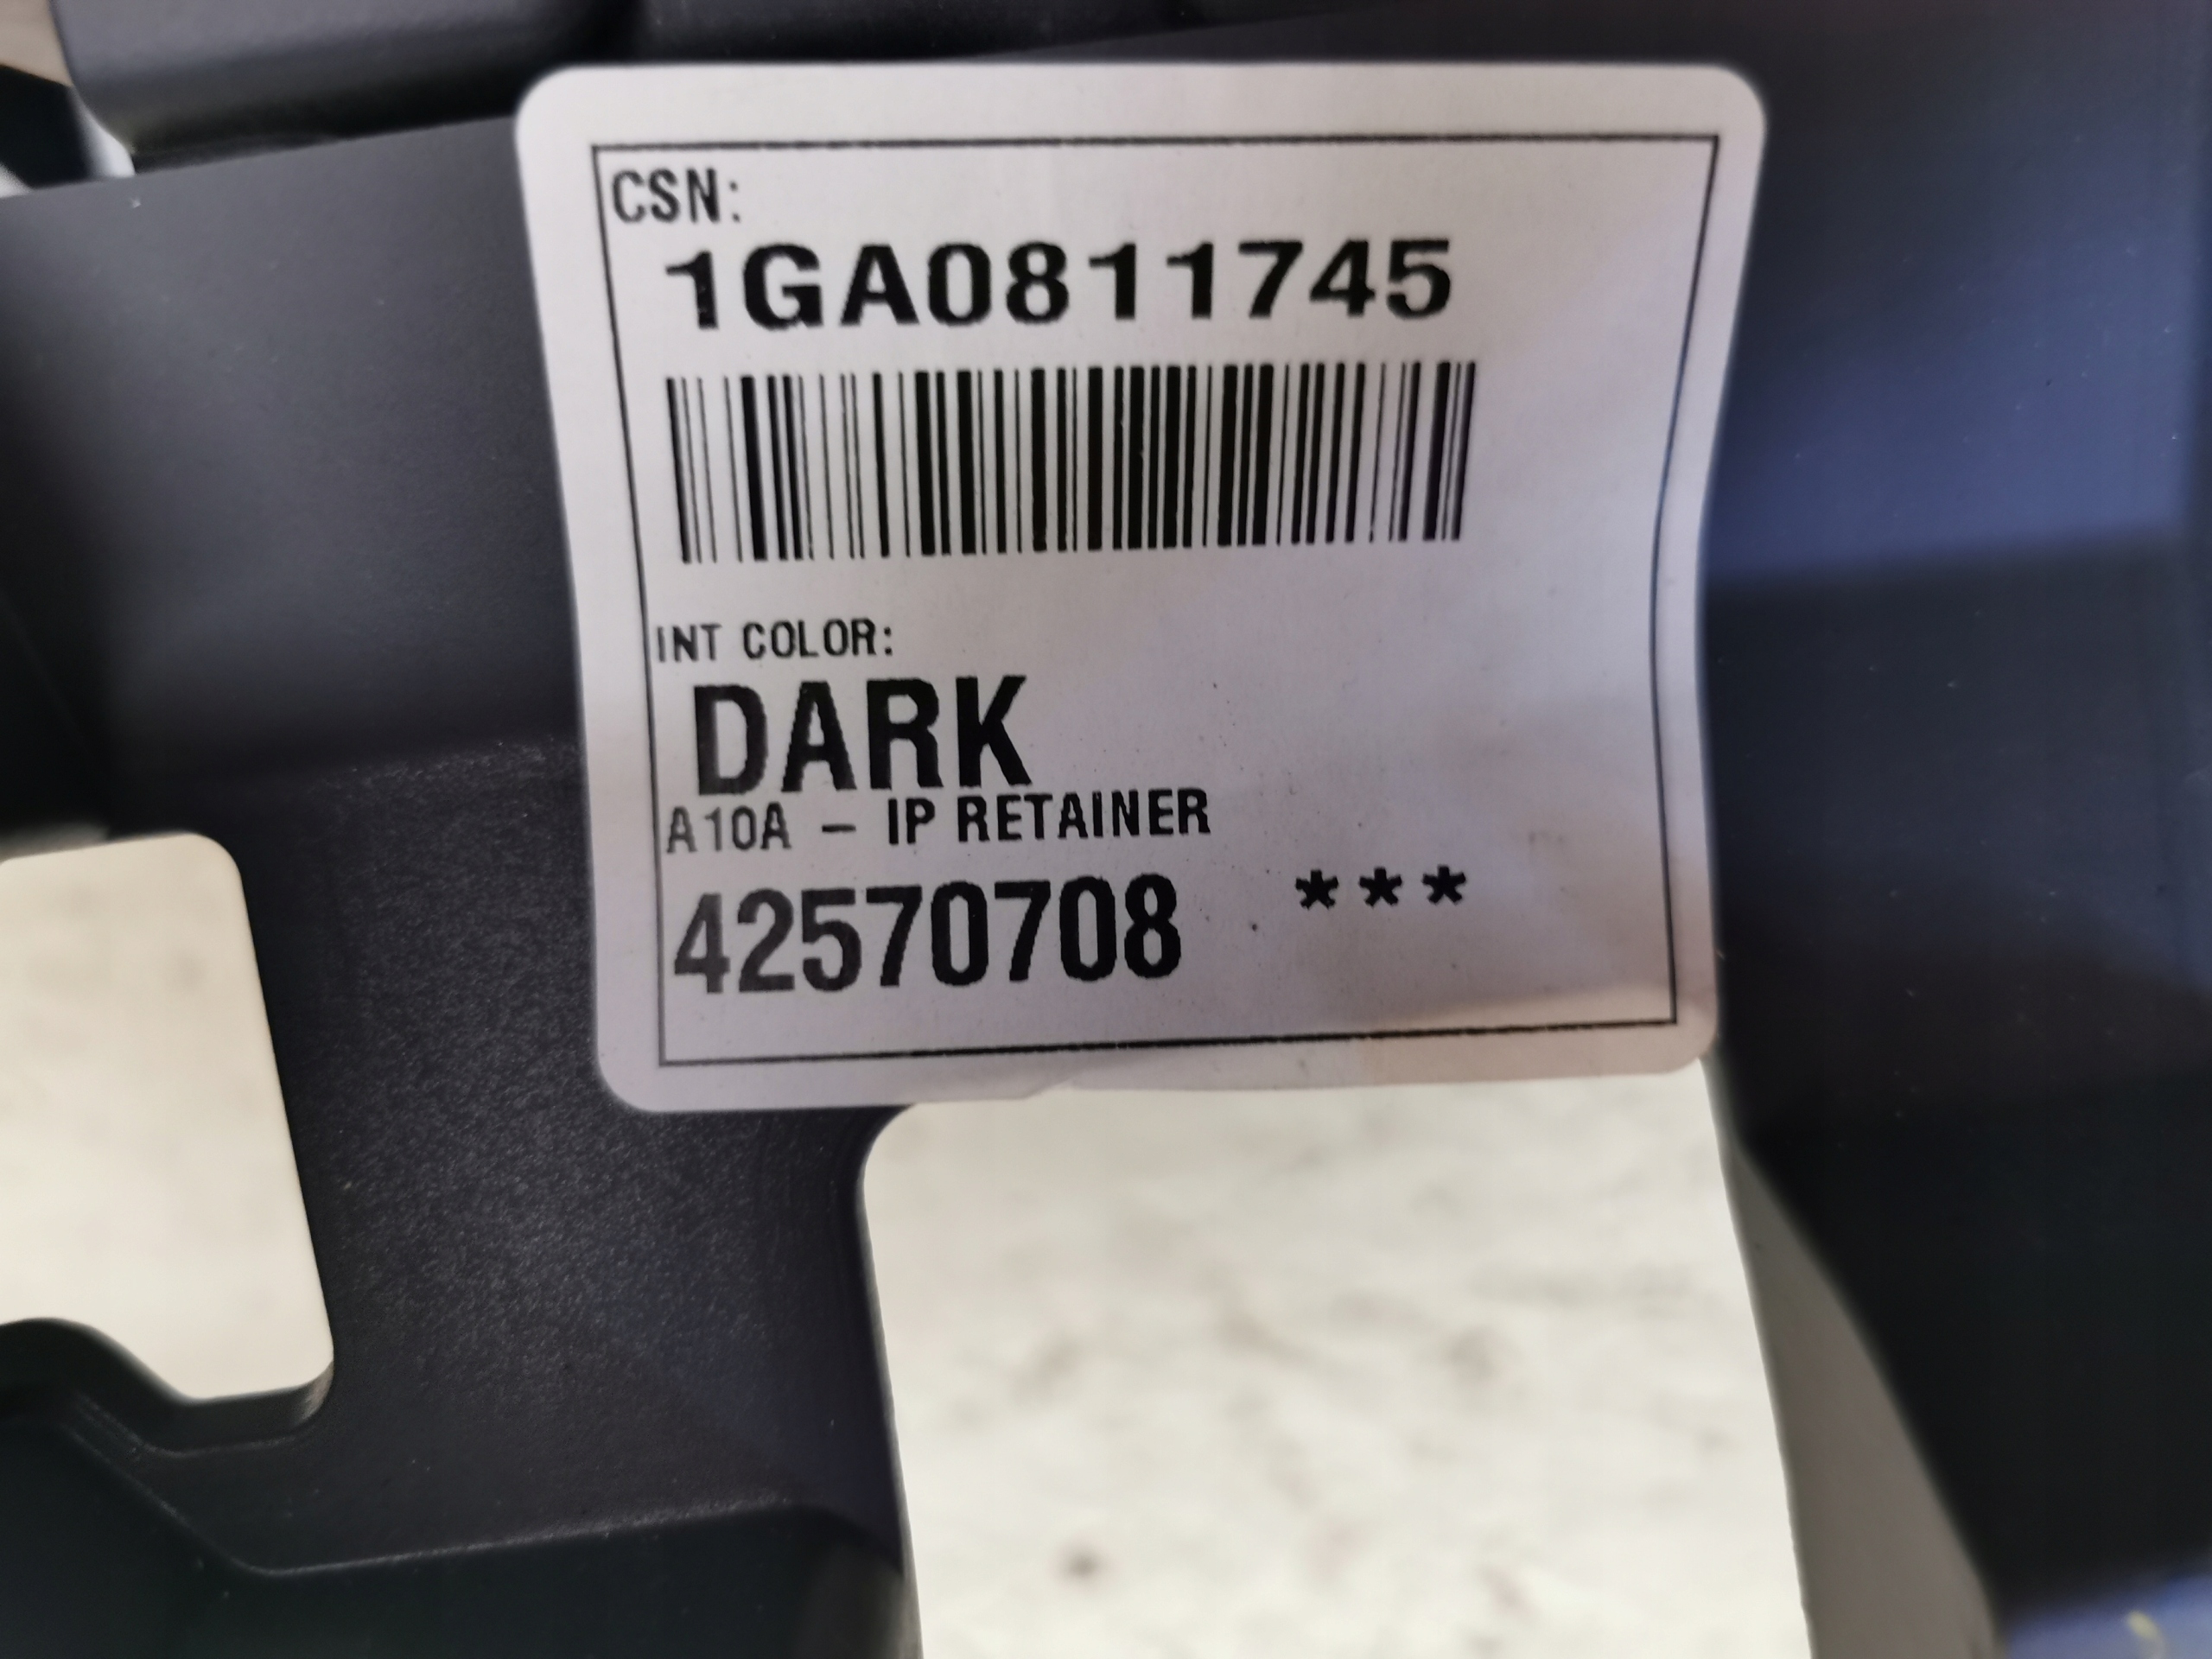 CSN:
1GA0811745
INT COLOR:
DARK
A10A – IP RETAINER
42570708 ***